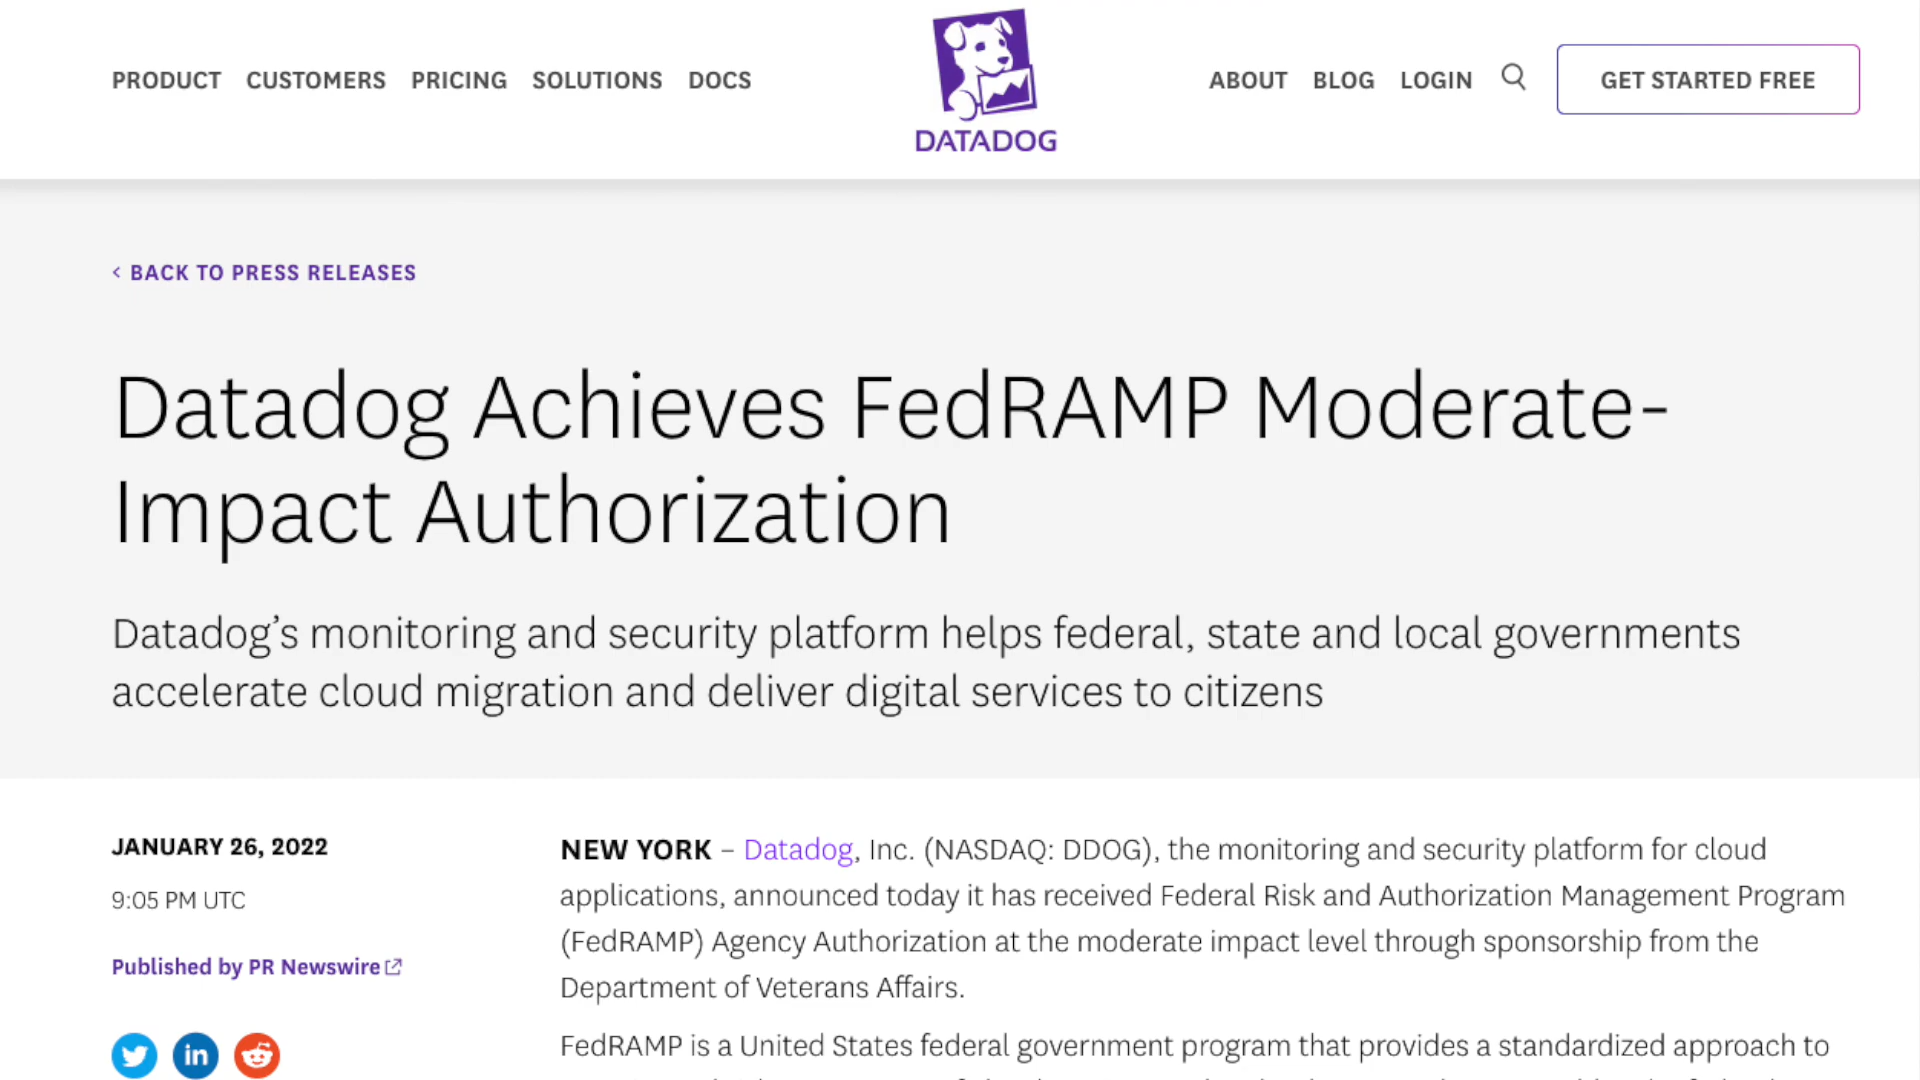 PRODUCT CUSTOMERS PRICING SOLUTIONS DOCS
DATADOG
ABOUT BLOG LOGIN
GET STARTED FREE
< BACK TO PRESS RELEASES
Datadog Achieves FedRAMP Moderate-
Impact Authorization
Datadog’s monitoring and security platform helps federal, state and local governments
accelerate cloud migration and deliver digital services to citizens
JANUARY 26, 2022
9:05 PM UTC
Published by PR Newswire
in
NEW YORK – Datadog, Inc. (NASDAQ: DDOG), the monitoring and security platform for cloud
applications, announced today it has received Federal Risk and Authorization Management Program
(FedRAMP) Agency Authorization at the moderate impact level through sponsorship from the
Department of Veterans Affairs.
FedRAMP is a United States federal government program that provides a standardized approach to